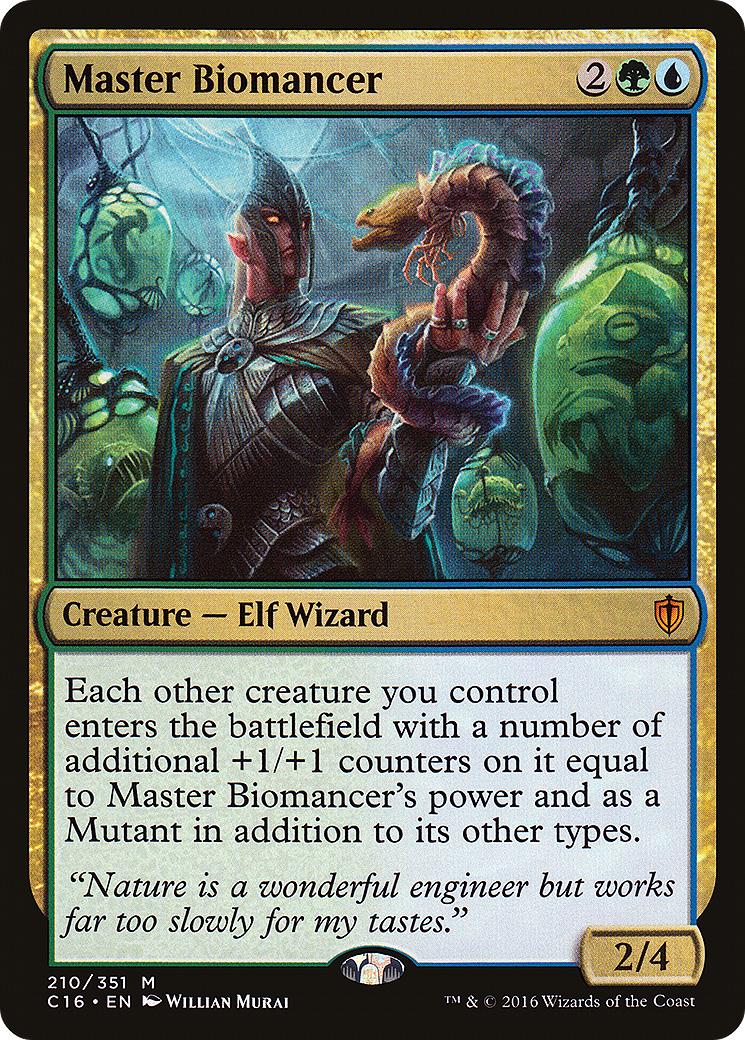 Master Biomancer 2
Creature — Elf Wizard
Each other creature you control
enters the battlefield with a number of
additional +1/+1 counters on it equal
to Master Biomancer's power and as a
Mutant in addition to its other types.
“Nature is a wonderful engineer but works
far too slowly for my tastes.”
2/4
210/351 M
C16 • EN Willian Murai
™ & © 2016 Wizards of the Coast